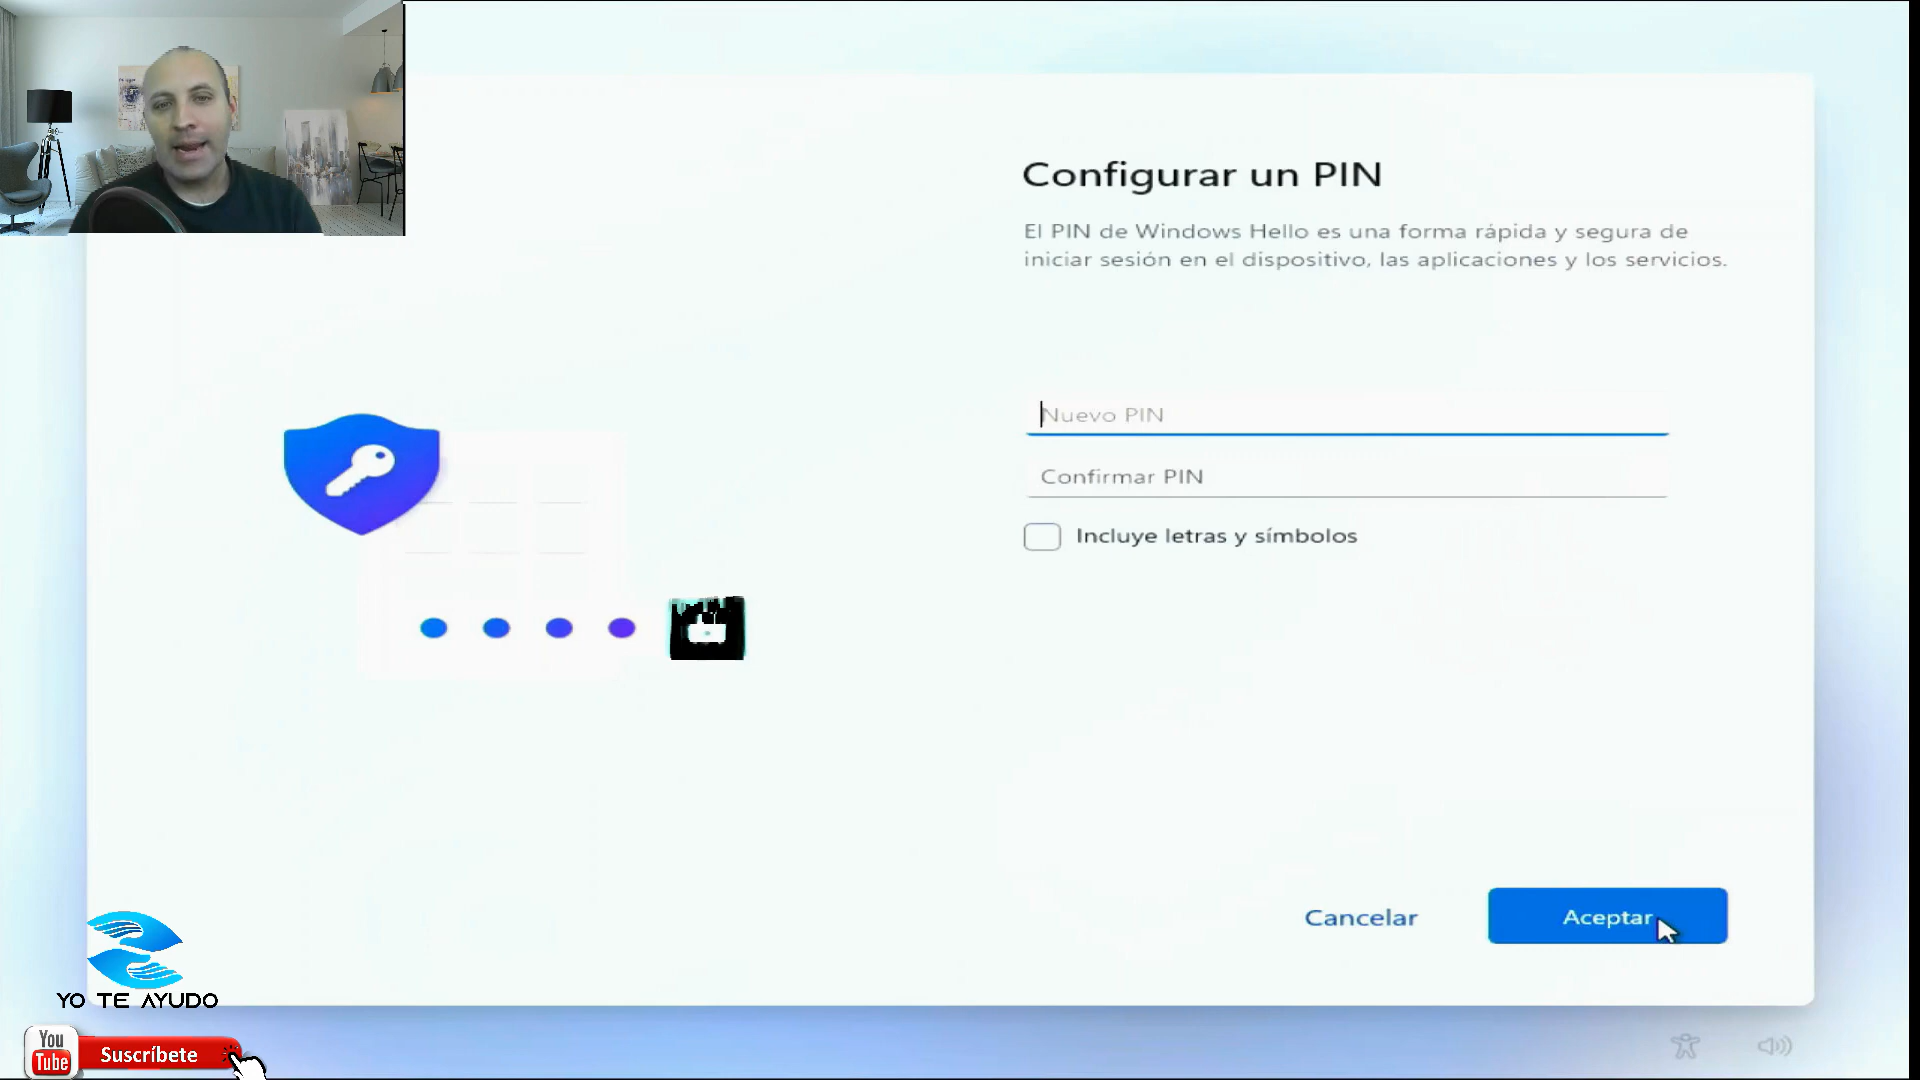 Configurar un PIN
El PIN de Windows Hello es una forma rápida y segura de
iniciar sesión en el dispositivo, las aplicaciones y los servicios.
Nuevo PIN
Confirmar PIN
Incluye letras y símbolos
Cancelar
Aceptar
YO TE AYUDO
You
Tube
Suscríbete